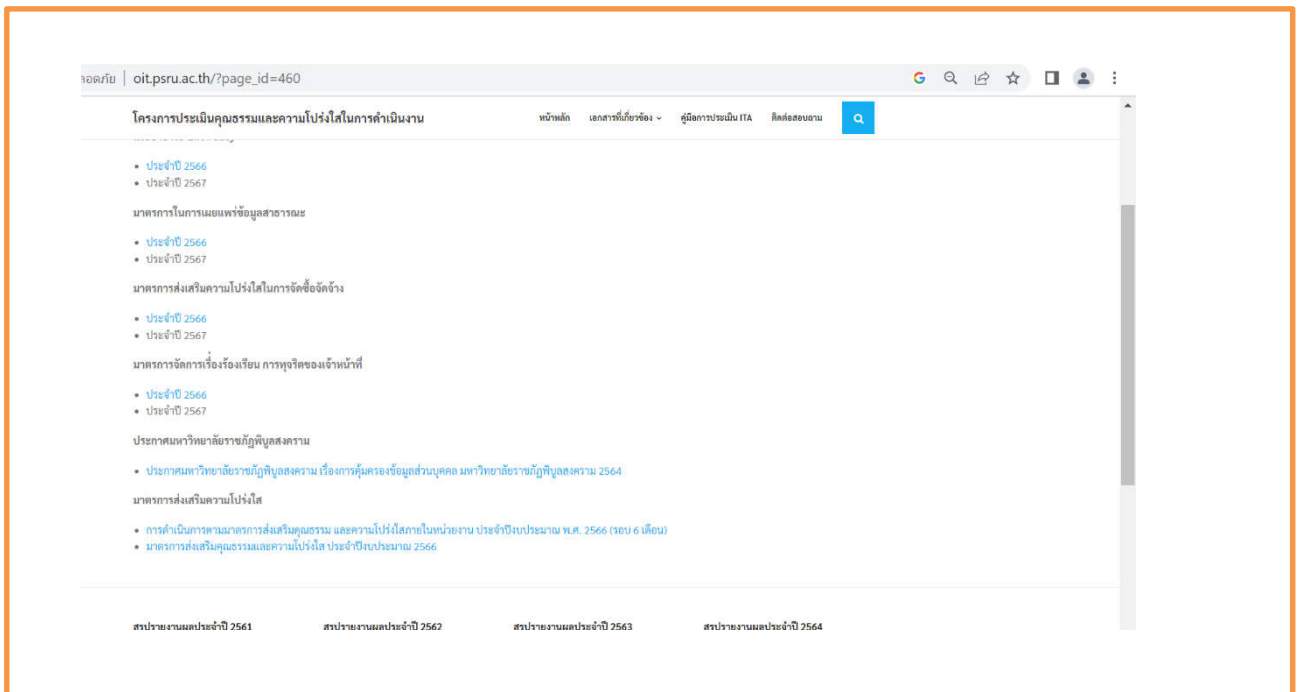 oit.psru.ac.th/?page_id=460
โครงการประเมินคุณธรรมและความโปร่งใสในการดำเนินงาน
หน้าหลัก เอกสารที่เกี่ยวข้อง คู่มือการประเมิน ITA ติดต่อสอบถาม
• ประจำปี 2566
• ประจำปี 2567
มาตรการในการเผยแพร่ข้อมูลสาธารณะ
• ประจำปี 2566
• ประจำปี 2567
มาตรการส่งเสริมความโปร่งใสในการจัดซื้อจัดจ้าง
• ประจำปี 2566
• ประจำปี 2567
มาตรการจัดการเรื่องร้องเรียน การทุจริตของเจ้าหน้าที่
• ประจำปี 2566
• ประจำปี 2567
ประกาศมหาวิทยาลัยราชภัฏพิบูลสงคราม
• ประกาศมหาวิทยาลัยราชภัฏพิบูลสงคราม เรื่องการคุ้มครองข้อมูลส่วนบุคคล มหาวิทยาลัยราชภัฏพิบูลสงคราม 2564
มาตรการส่งเสริมความโปร่งใส
• การดำเนินการตามมาตรการส่งเสริมคุณธรรม และความโปร่งใสภายในหน่วยงาน ประจำปีงบประมาณ พ.ศ. 2566 (รอบ 6 เดือน)
• มาตรการส่งเสริมคุณธรรมและความโปร่งใส ประจำปีงบประมาณ 2566
สรุปรายงานผลประจำปี 2561 สรุปรายงานผลประจำปี 2562 สรุปรายงานผลประจำปี 2563 สรุปรายงานผลประจำปี 2564